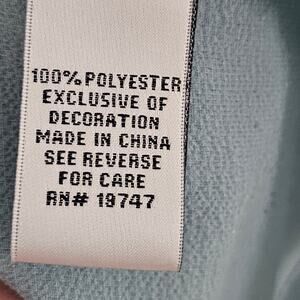 100% POLYESTER
EXCLUSIVE OF
DECORATION
MADE IN CHINA
SEE REVERSE
FOR CARE
RN# 19747